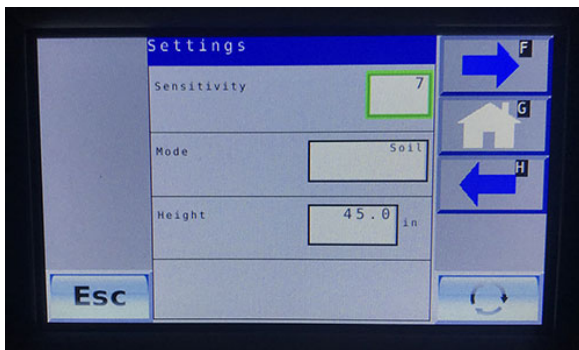 Settings
F
Sensitivity 7
G
Mode Soil
H
Height 45.0 in
Esc